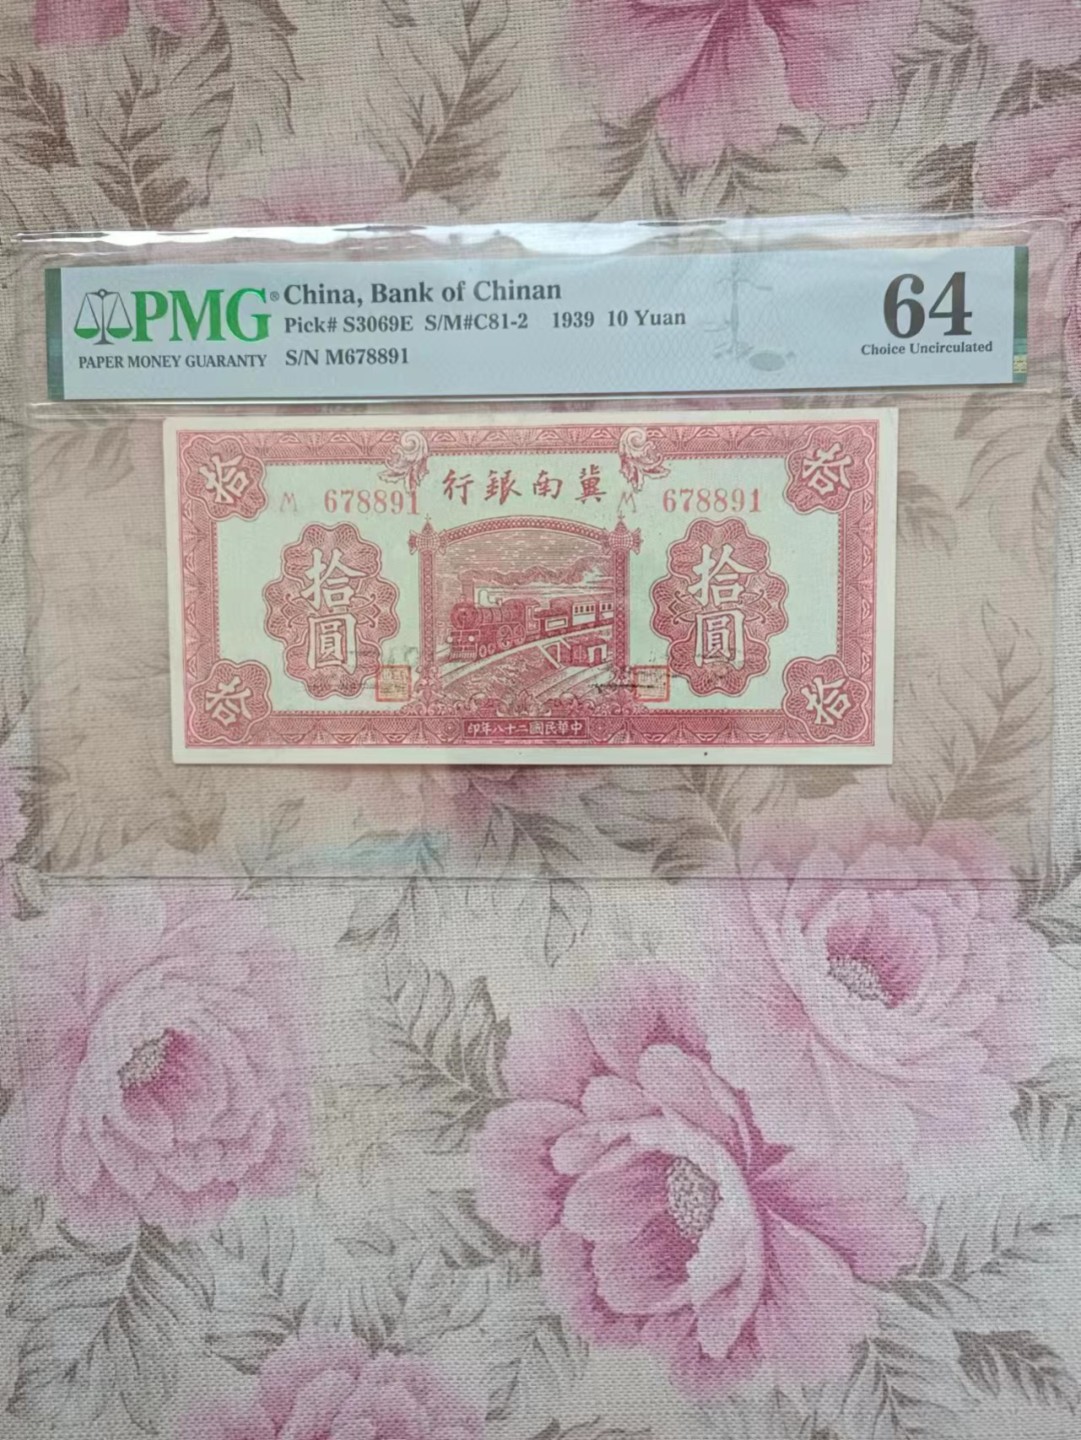 PMG® China, Bank of Chinan
Pick# S3069E S/M#C81-2 1939 10 Yuan
PAPER MONEY GUARANTY S/N M678891
64
Choice Uncirculated
拾 拾
行銀南冀
M 678891 M 678891
拾圓 拾圓
拾 拾
印年八十二國民華中